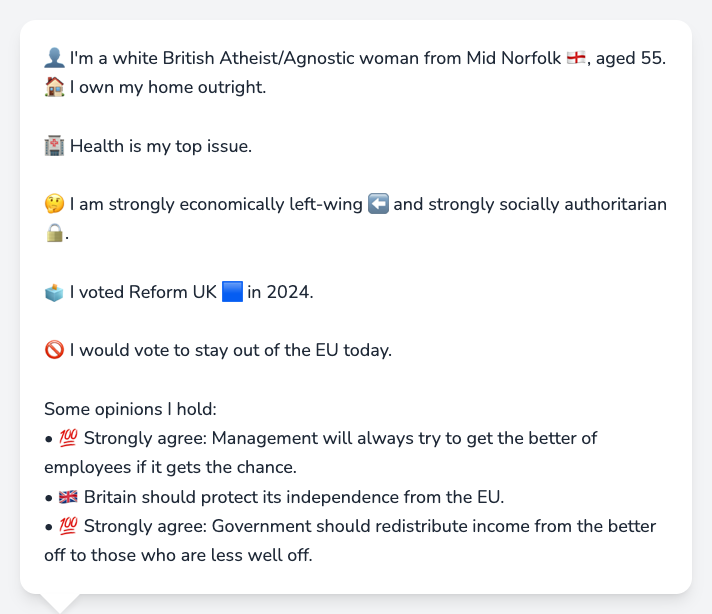 👤 I'm a white British Atheist/Agnostic woman from Mid Norfolk 🏴󠁧󠁢󠁥󠁮󠁧󠁿, aged 55.
🏠 I own my home outright.
🏥 Health is my top issue.
🤔 I am strongly economically left-wing ⬅️ and strongly socially authoritarian
🔒.
🗳️ I voted Reform UK 🟦 in 2024.
🚫 I would vote to stay out of the EU today.
Some opinions I hold:
• 💯 Strongly agree: Management will always try to get the better of
employees if it gets the chance.
• 🇬🇧 Britain should protect its independence from the EU.
• 💯 Strongly agree: Government should redistribute income from the better
off to those who are less well off.